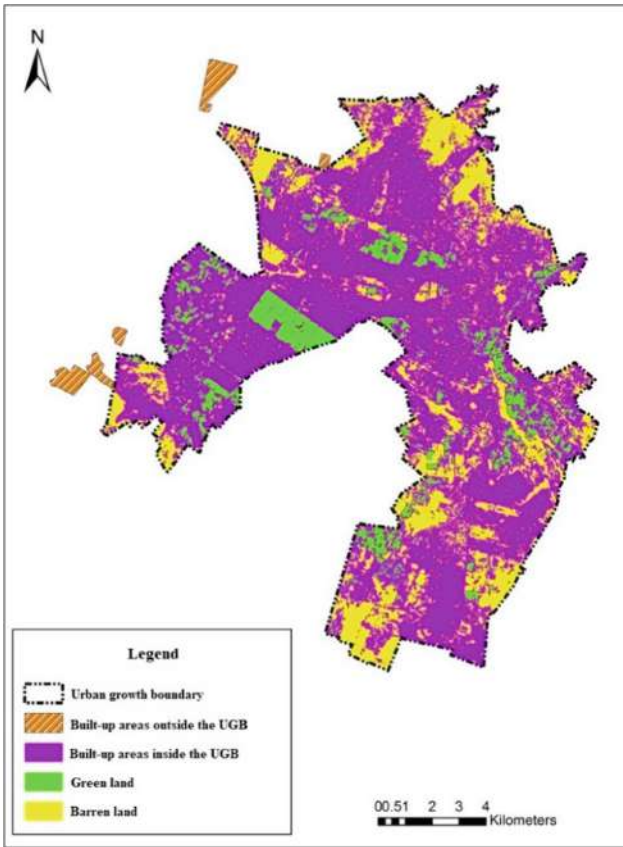 N
Legend
Urban growth boundary
Built-up areas outside the UGB
Built-up areas inside the UGB
Green land
Barren land
00.51 2 3 4
Kilometers